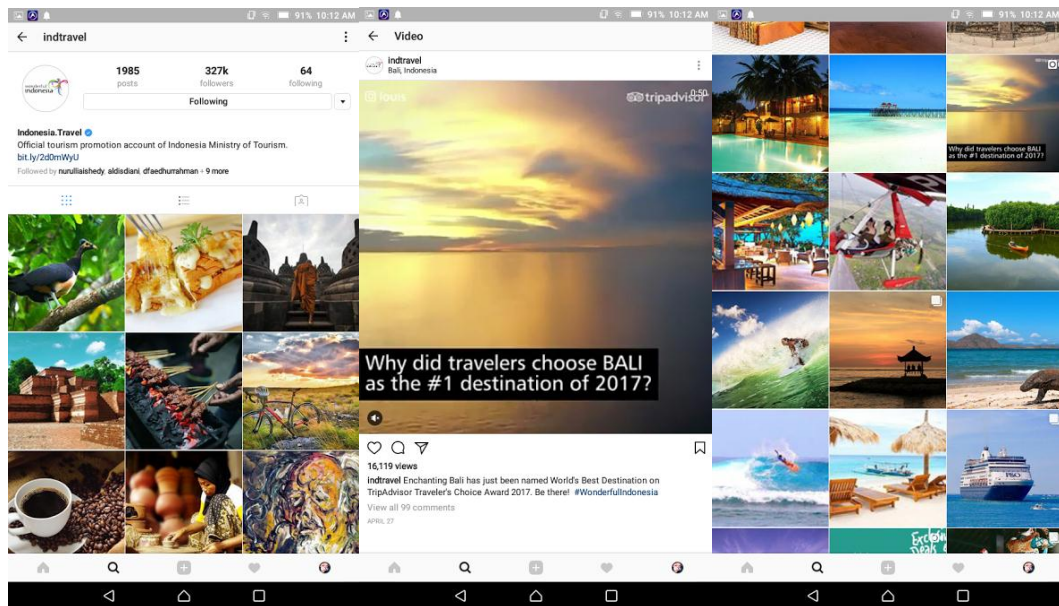 91% 10:12 AM
indtravel
wonderful
indonesia
1985
posts
327k
followers
64
following
Following
Indonesia.Travel
Official tourism promotion account of Indonesia Ministry of Tourism.
bit.ly/2d0mWyU
Followed by nurulliaishedy, aldisdiani, dfaedhurrahman + 9 more
91% 10:12 AM
Video
indtravel
Bali, Indonesia
tripadvisor
0:50
Why did travelers choose BALI
as the #1 destination of 2017?
16,119 views
indtravel Enchanting Bali has just been named World's Best Destination on
TripAdvisor Traveler's Choice Award 2017. Be there! #WonderfulIndonesia
View all 99 comments
APRIL 27
91% 10:12 AM
Why did travelers choose BALI
as the #1 destination of 2017?
P&O